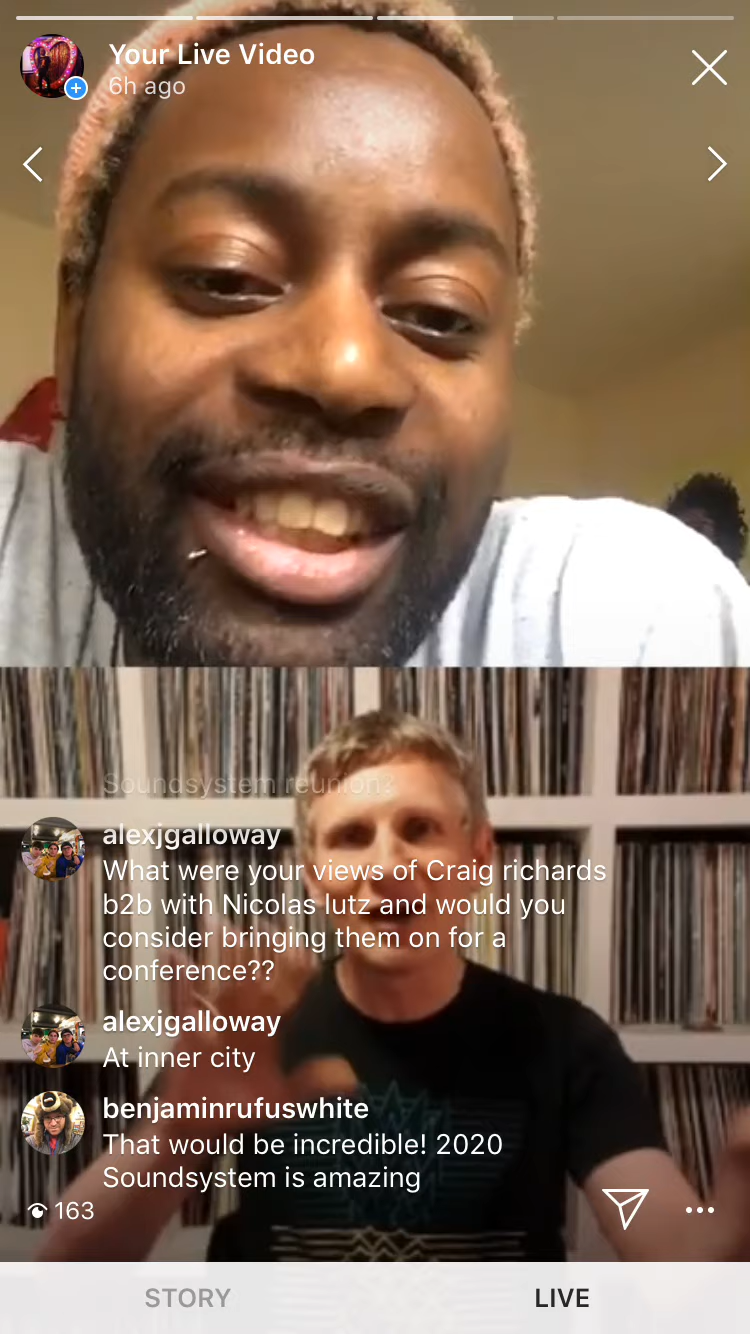 Your Live Video
6h ago
Soundsystem reunion?
alexjgalloway
What were your views of Craig richards
b2b with Nicolas lutz and would you
consider bringing them on for a
conference??
alexjgalloway
At inner city
benjaminrufuswhite
That would be incredible! 2020
Soundsystem is amazing
163
STORY
LIVE